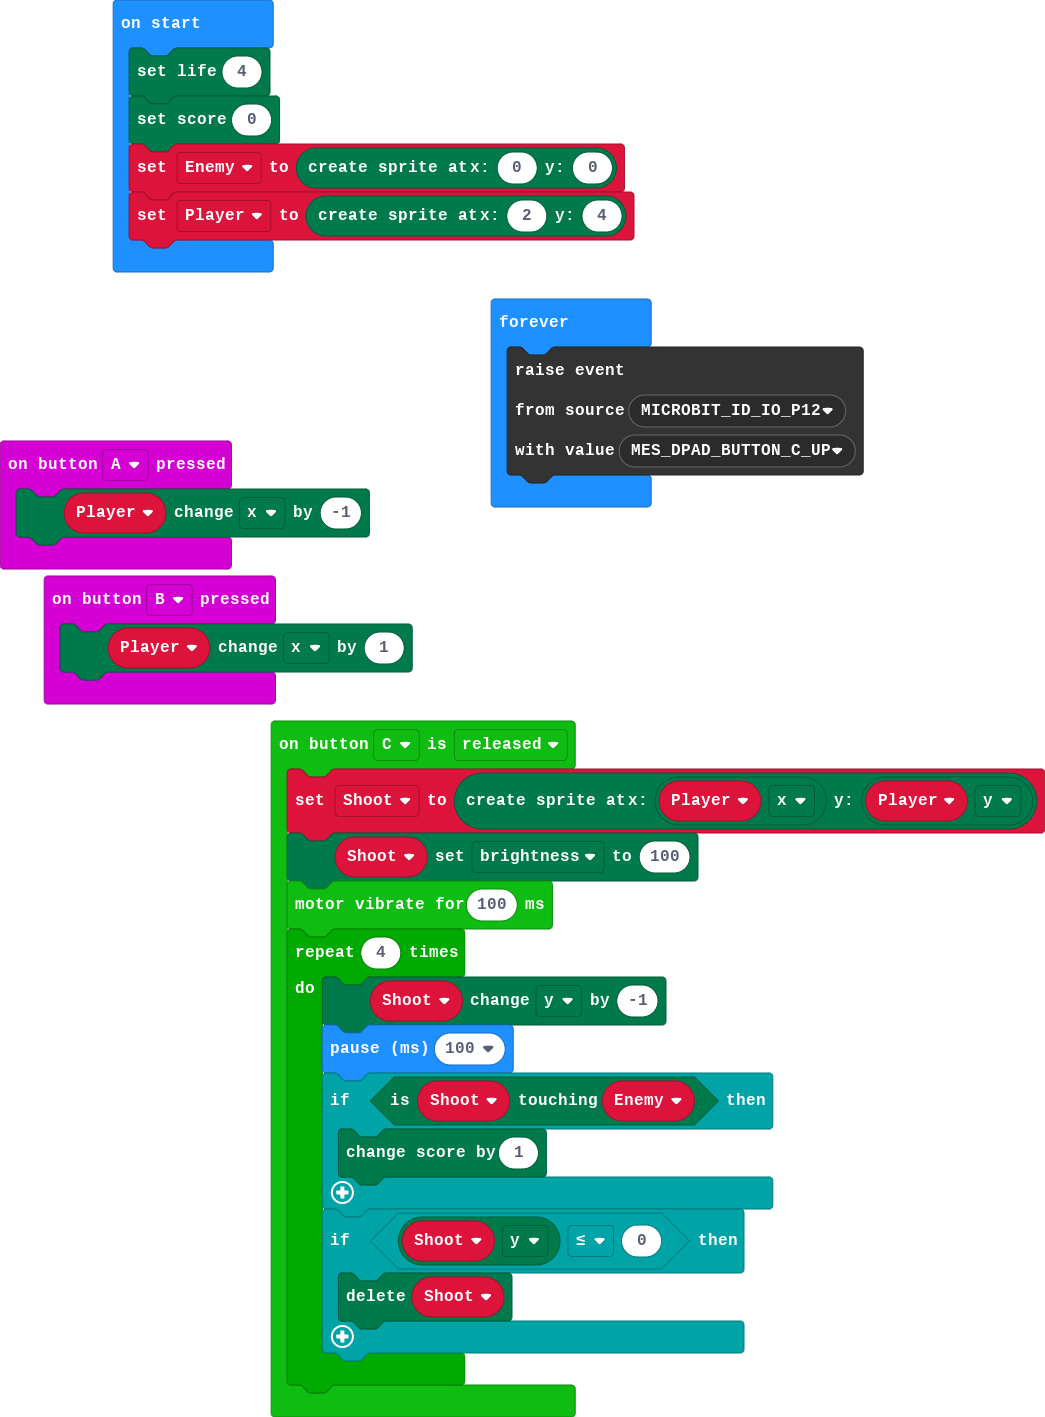 on start
set life 4
set score 0
set Enemy to create sprite at x: 0 y: 0
set Player to create sprite at x: 2 y: 4
forever
raise event
from source MICROBIT_ID_IO_P12
with value MES_DPAD_BUTTON_C_UP
on button A pressed
Player change x by -1
on button B pressed
Player change x by 1
on button C is released
set Shoot to create sprite at x: Player x y: Player y
Shoot set brightness to 100
motor vibrate for 100 ms
repeat 4 times
do
Shoot change y by -1
pause (ms) 100
if is Shoot touching Enemy then
change score by 1
if Shoot y ≤ 0 then
delete Shoot